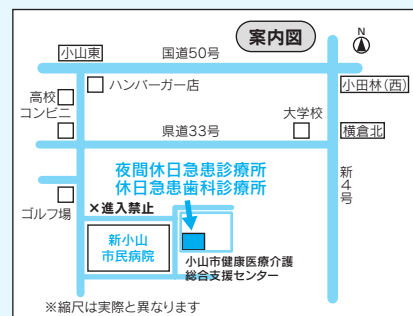 案内図
N
小山東
国道50号
ハンバーガー店
小田林(西)
高校
コンビニ
大学校
県道33号
横倉北
新4号
夜間休日急患診療所
休日急患歯科診療所
ゴルフ場
×進入禁止
新小山
市民病院
小山市健康医療介護
総合支援センター
※縮尺は実際と異なります